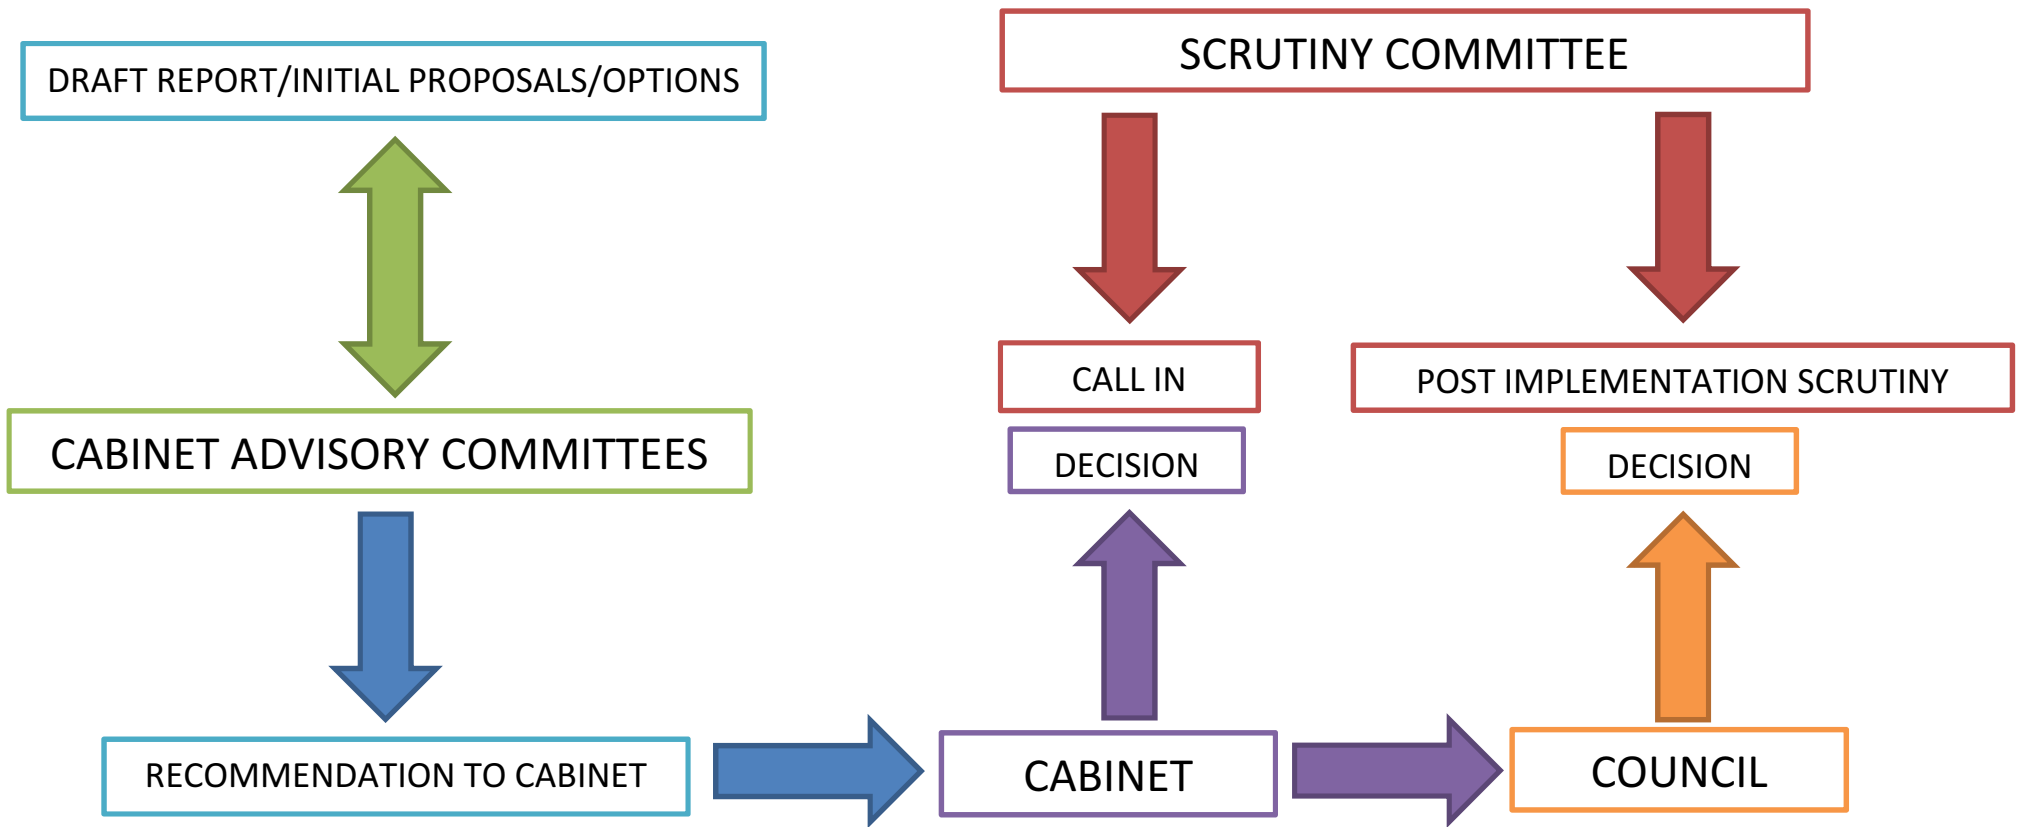 DRAFT REPORT/INITIAL PROPOSALS/OPTIONS
SCRUTINY COMMITTEE
CABINET ADVISORY COMMITTEES
CALL IN
POST IMPLEMENTATION SCRUTINY
DECISION
DECISION
RECOMMENDATION TO CABINET
CABINET
COUNCIL